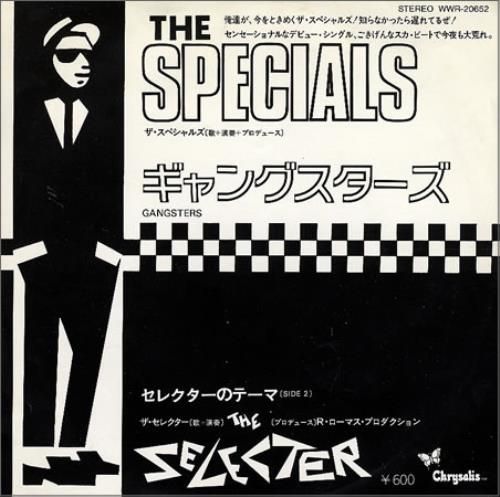 STEREO WWR-20652
THE
俺達が、今をときめくザ・スペシャルズ！知らなかったら遅れてるぜ！
センセーショナルなデビュー・シングル、ごきげんなスカ・ビートで今夜も大荒れ。
SPECIALS
ザ・スペシャルズ(歌+演奏+プロデュース)
ギャングスターズ
GANGSTERS
セレクターのテーマ(SIDE 2)
ザ・セレクター(歌+演奏) THE (プロデュース)R・ローマス・プロダクション
SELECTER
¥600 Chrysalis